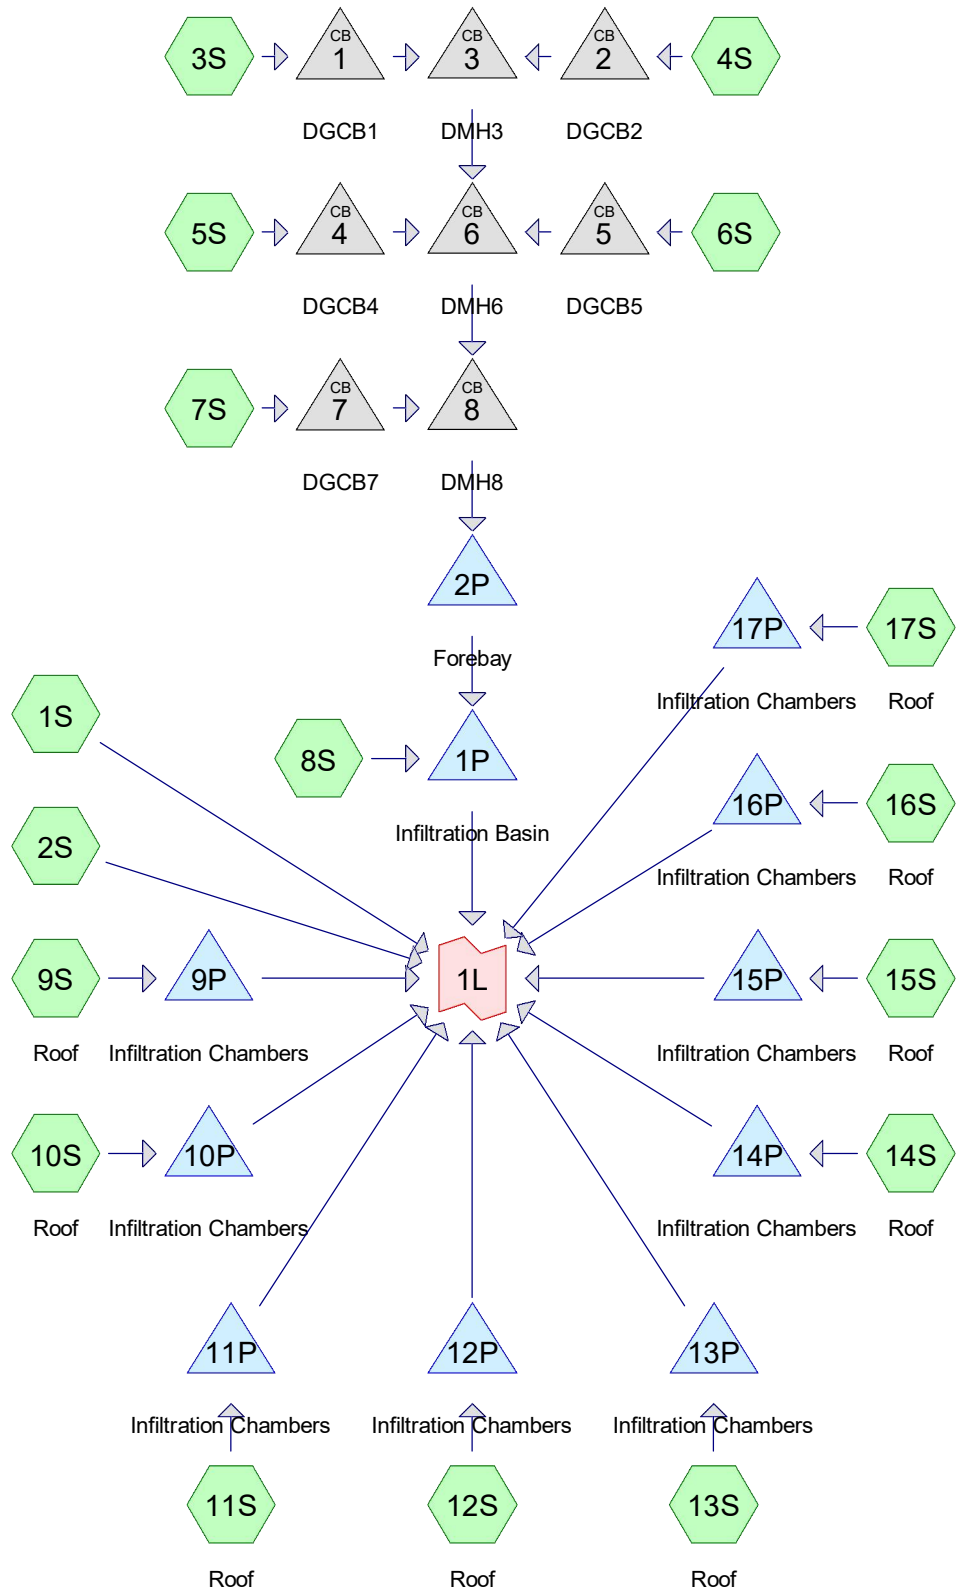 3S
CB
1
CB
3
CB
2
4S
DGCB1
DMH3
DGCB2
5S
CB
4
CB
6
CB
5
6S
DGCB4
DMH6
DGCB5
7S
CB
7
CB
8
DGCB7
DMH8
2P
Forebay
17P
17S
Infiltration Chambers
Roof
1S
8S
1P
Infiltration Basin
16P
16S
Infiltration Chambers
Roof
2S
9S
9P
1L
15P
15S
Roof
Infiltration Chambers
Infiltration Chambers
Roof
10S
10P
14P
14S
Roof
Infiltration Chambers
Infiltration Chambers
Roof
11P
12P
13P
Infiltration Chambers
Infiltration Chambers
Infiltration Chambers
11S
12S
13S
Roof
Roof
Roof